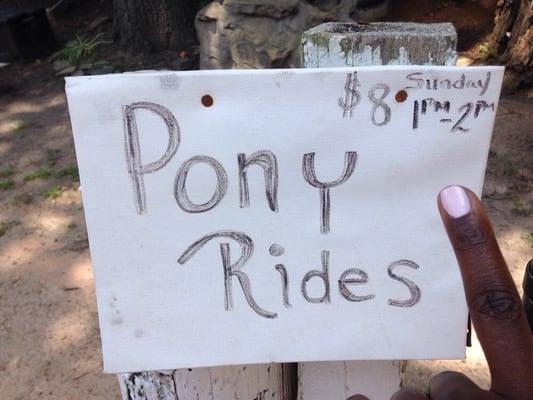 $8 Sunday
1PM-2PM
Pony
Rides